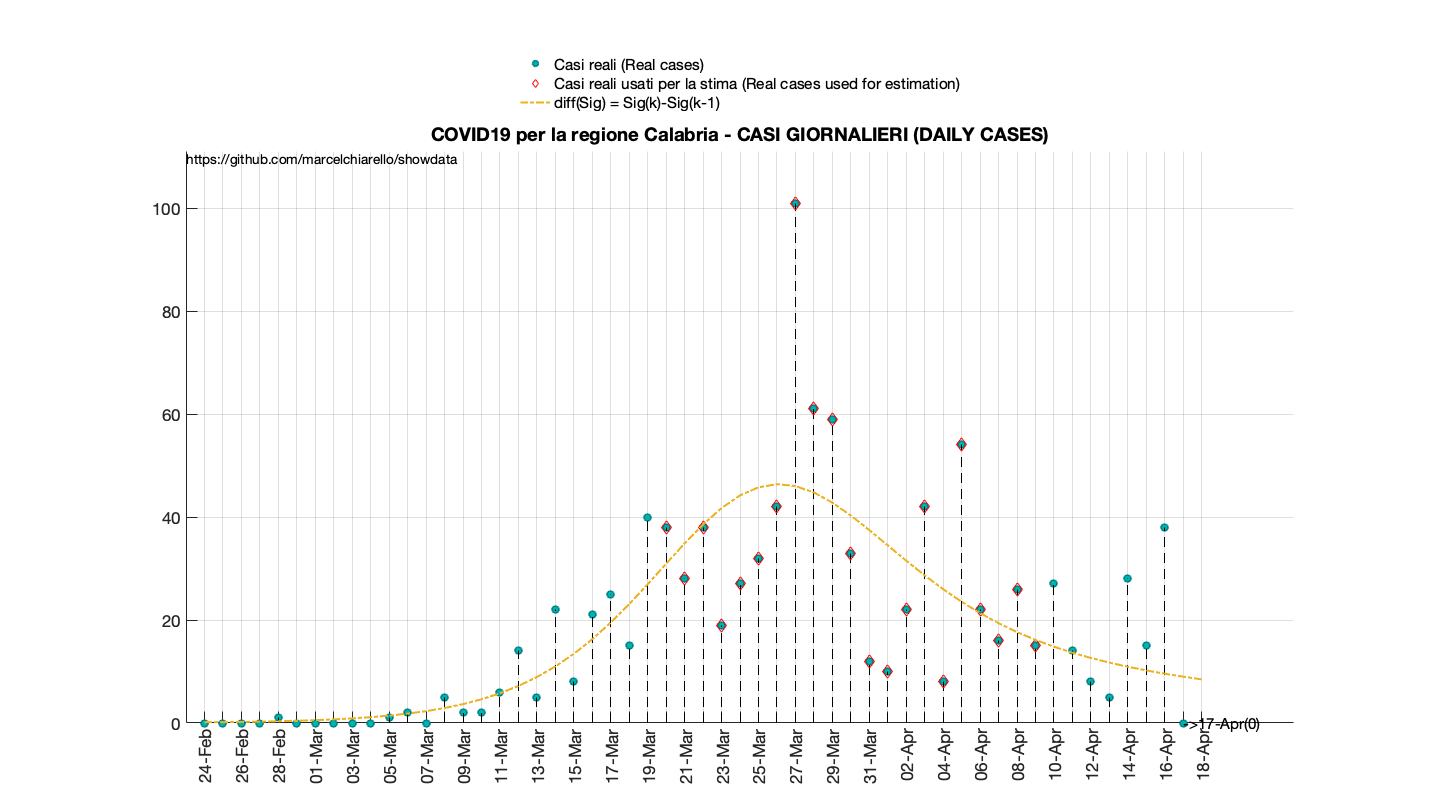 Casi reali (Real cases)
Casi reali usati per la stima (Real cases used for estimation)
diff(Sig) = Sig(k)-Sig(k-1)
COVID19 per la regione Calabria - CASI GIORNALIERI (DAILY CASES)
https://github.com/marcelchiarello/showdata
100
80
60
40
20
0
->17-Apr(0)
24-Feb
26-Feb
28-Feb
01-Mar
03-Mar
05-Mar
07-Mar
09-Mar
11-Mar
13-Mar
15-Mar
17-Mar
19-Mar
21-Mar
23-Mar
25-Mar
27-Mar
29-Mar
31-Mar
02-Apr
04-Apr
06-Apr
08-Apr
10-Apr
12-Apr
14-Apr
16-Apr
18-Apr